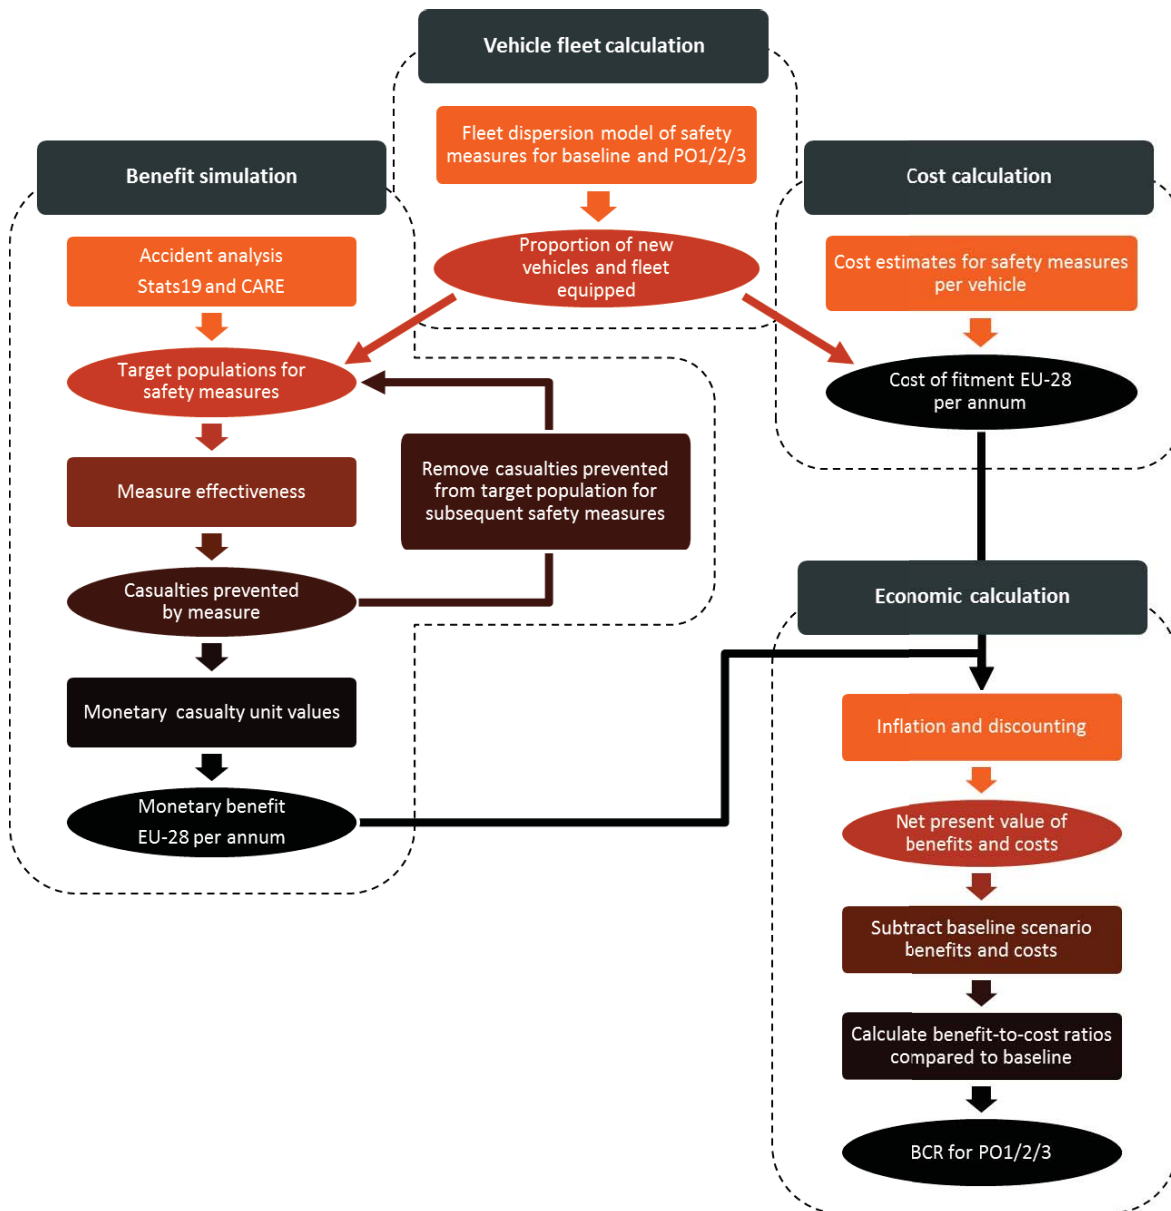 Vehicle fleet calculation
Fleet dispersion model of safety
measures for baseline and PO1/2/3
Proportion of new
vehicles and fleet
equipped
Benefit simulation
Accident analysis
Stats19 and CARE
Target populations for
safety measures
Measure effectiveness
Casualties prevented
by measure
Remove casualties prevented
from target population for
subsequent safety measures
Monetary casualty unit values
Monetary benefit
EU-28 per annum
Cost calculation
Cost estimates for safety measures
per vehicle
Cost of fitment EU-28
per annum
Economic calculation
Inflation and discounting
Net present value of
benefits and costs
Subtract baseline scenario
benefits and costs
Calculate benefit-to-cost ratios
compared to baseline
BCR for PO1/2/3